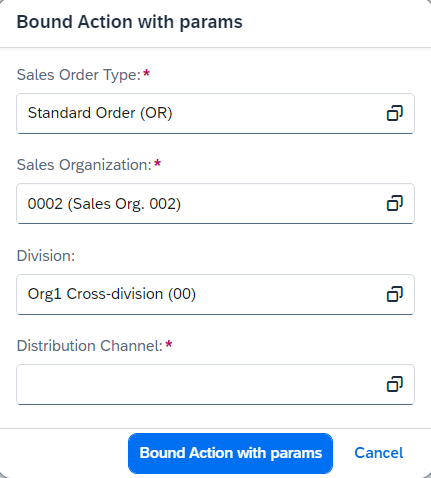 Bound Action with params
Sales Order Type:*
Standard Order (OR)
Sales Organization:*
0002 (Sales Org. 002)
Division:
Org1 Cross-division (00)
Distribution Channel:*
Bound Action with params Cancel